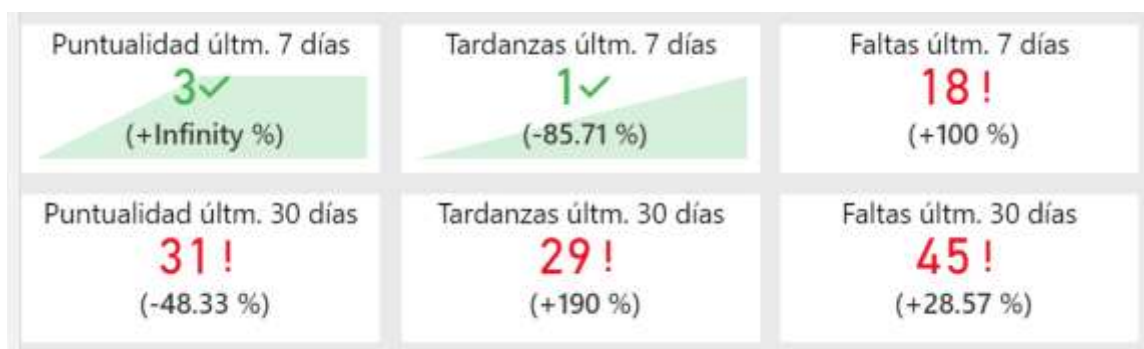 Puntualidad últm. 7 días
3✓
(+Infinity %)
Tardanzas últm. 7 días
1✓
(-85.71 %)
Faltas últm. 7 días
18 !
(+100 %)
Puntualidad últm. 30 días
31 !
(-48.33 %)
Tardanzas últm. 30 días
29 !
(+190 %)
Faltas últm. 30 días
45 !
(+28.57 %)